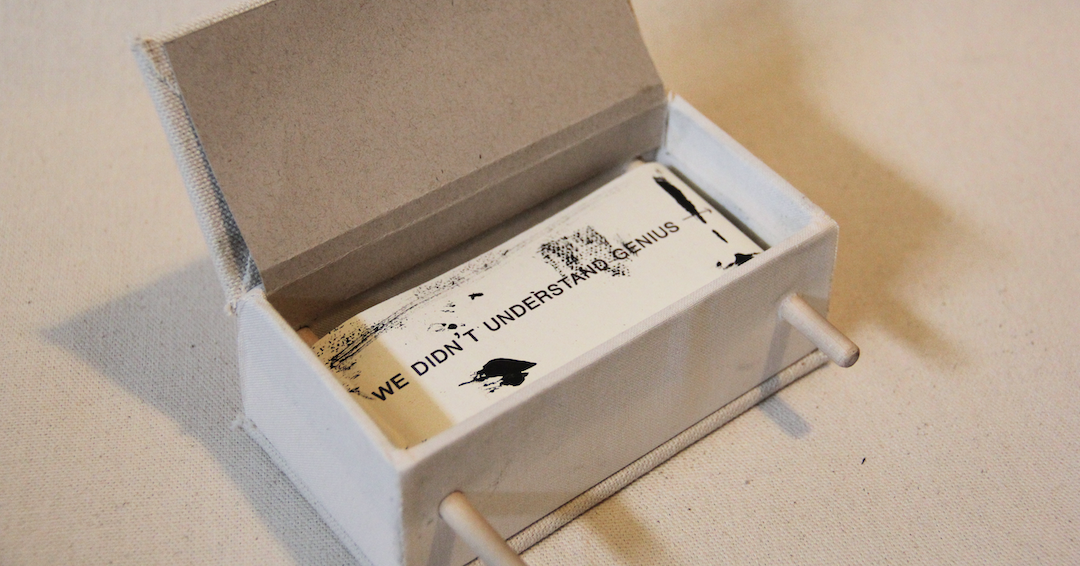 WE DIDN'T UNDERSTAND GENIUS